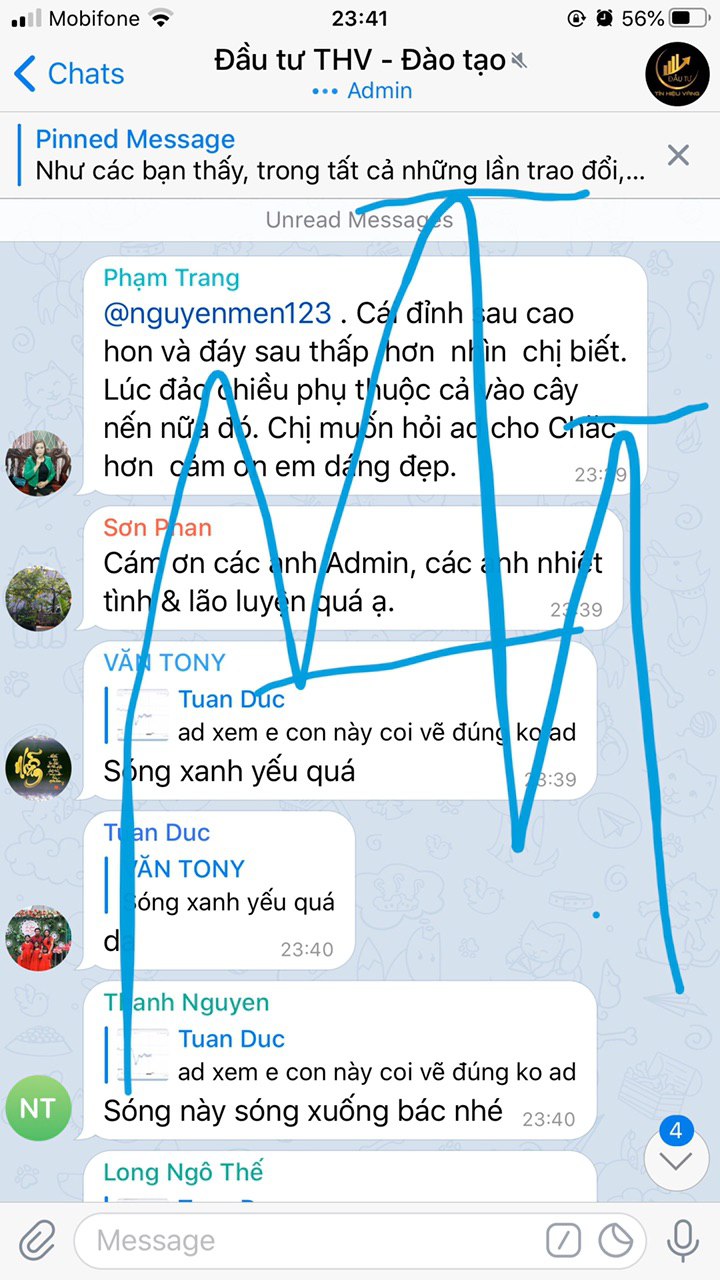 Mobifone
23:41
56%
Chats
Đầu tư THV - Đào tạo
Admin
ĐẦU TƯ
TÍN HIỆU VÀNG
Pinned Message
Như các bạn thấy, trong tất cả những lần trao đổi,...
Unread Messages
Phạm Trang
@nguyenmen123 . Cái đỉnh sau cao
hon và đáy sau thấp hơn nhìn chị biết.
Lúc đảo chiều phụ thuộc cả vào cây
nến nữa đó. Chị muốn hỏi ad cho Chắc
hơn cám ơn em dáng đẹp.
23:39
Sơn Phan
Cám ơn các anh Admin, các anh nhiệt
tình & lão luyện quá ạ.
23:39
VĂN TONY
Tuan Duc
ad xem e con này coi vẽ đúng ko ad
Sóng xanh yếu quá
23:39
Tuan Duc
VĂN TONY
Sóng xanh yếu quá
23:40
Thanh Nguyen
Tuan Duc
ad xem e con này coi vẽ đúng ko ad
Sóng này sóng xuống bác nhé
23:40
NT
4
Long Ngô Thế
Message